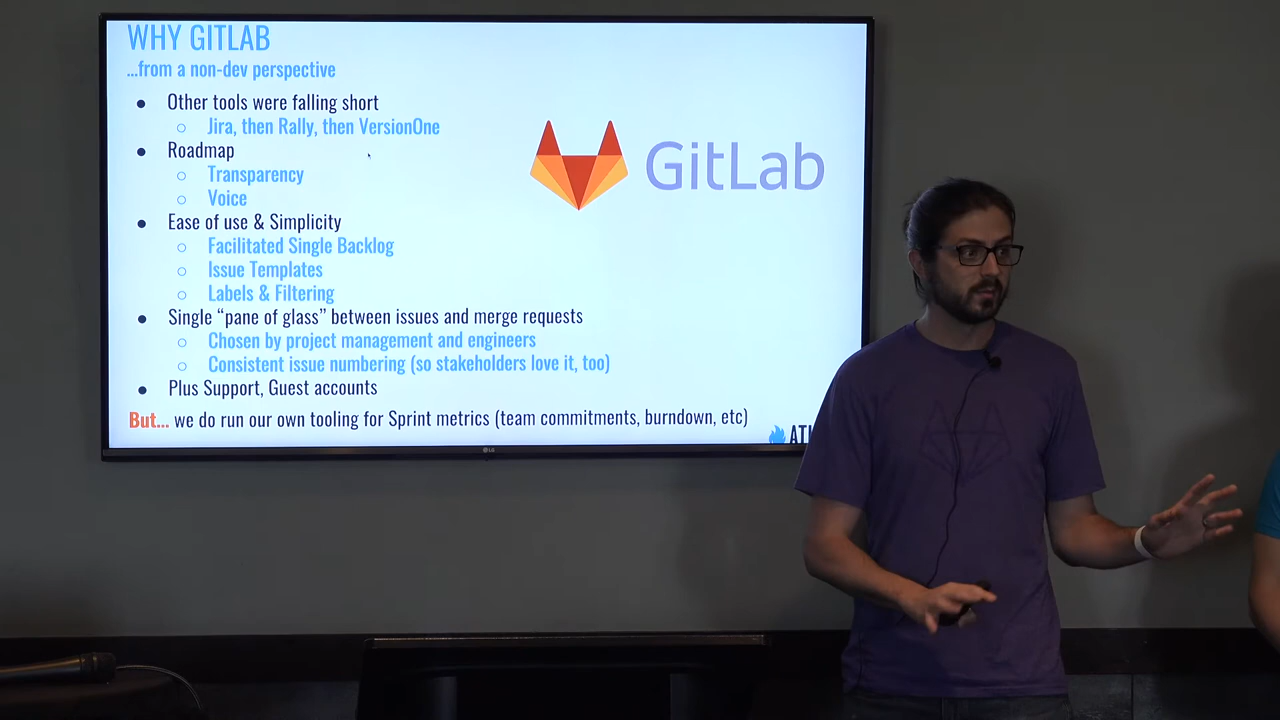 WHY GITLAB
...from a non-dev perspective
● Other tools were falling short
○ Jira, then Rally, then VersionOne
● Roadmap
○ Transparency
○ Voice
● Ease of use & Simplicity
○ Facilitated Single Backlog
○ Issue Templates
○ Labels & Filtering
● Single “pane of glass” between issues and merge requests
○ Chosen by project management and engineers
○ Consistent issue numbering (so stakeholders love it, too)
● Plus Support, Guest accounts
But... we do run our own tooling for Sprint metrics (team commitments, burndown, etc)
GitLab
LG